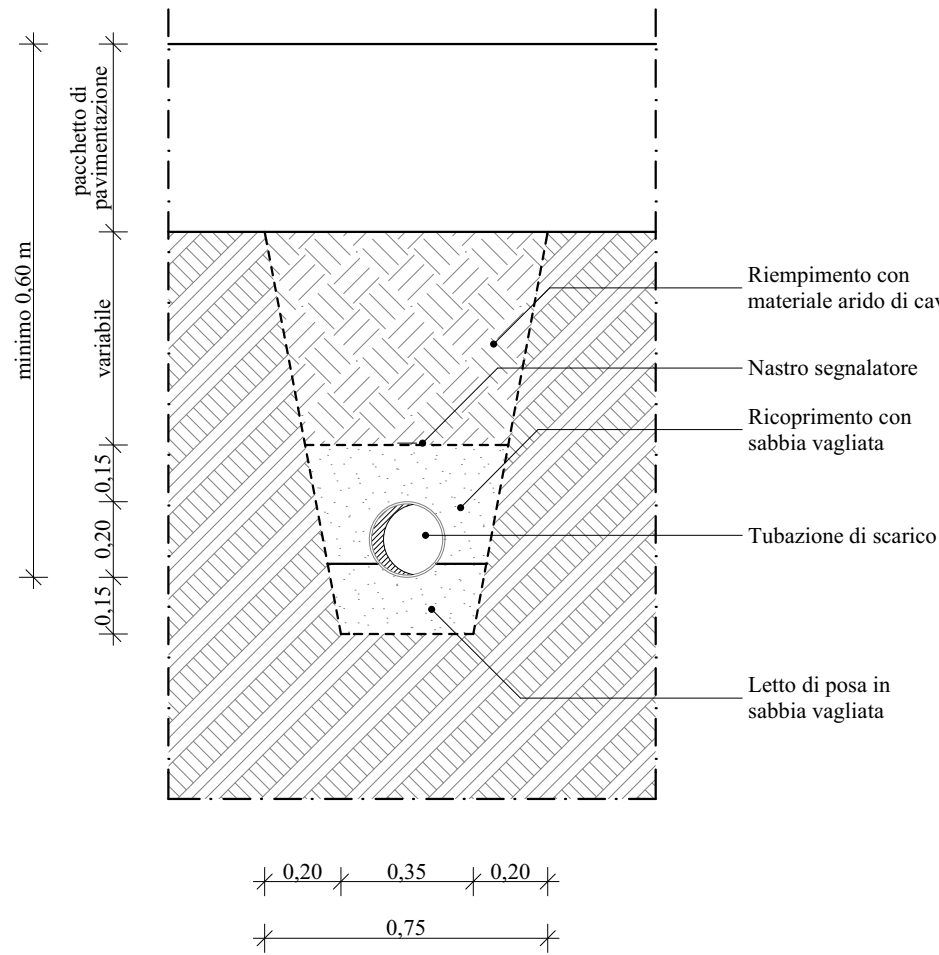 minimo 0,60 m
pacchetto di
pavimentazione
variabile
0,15
0,20
0,15
Riempimento con
materiale arido di cav
Nastro segnalatore
Ricoprimento con
sabbia vagliata
Tubazione di scarico
Letto di posa in
sabbia vagliata
0,20 0,35 0,20
0,75